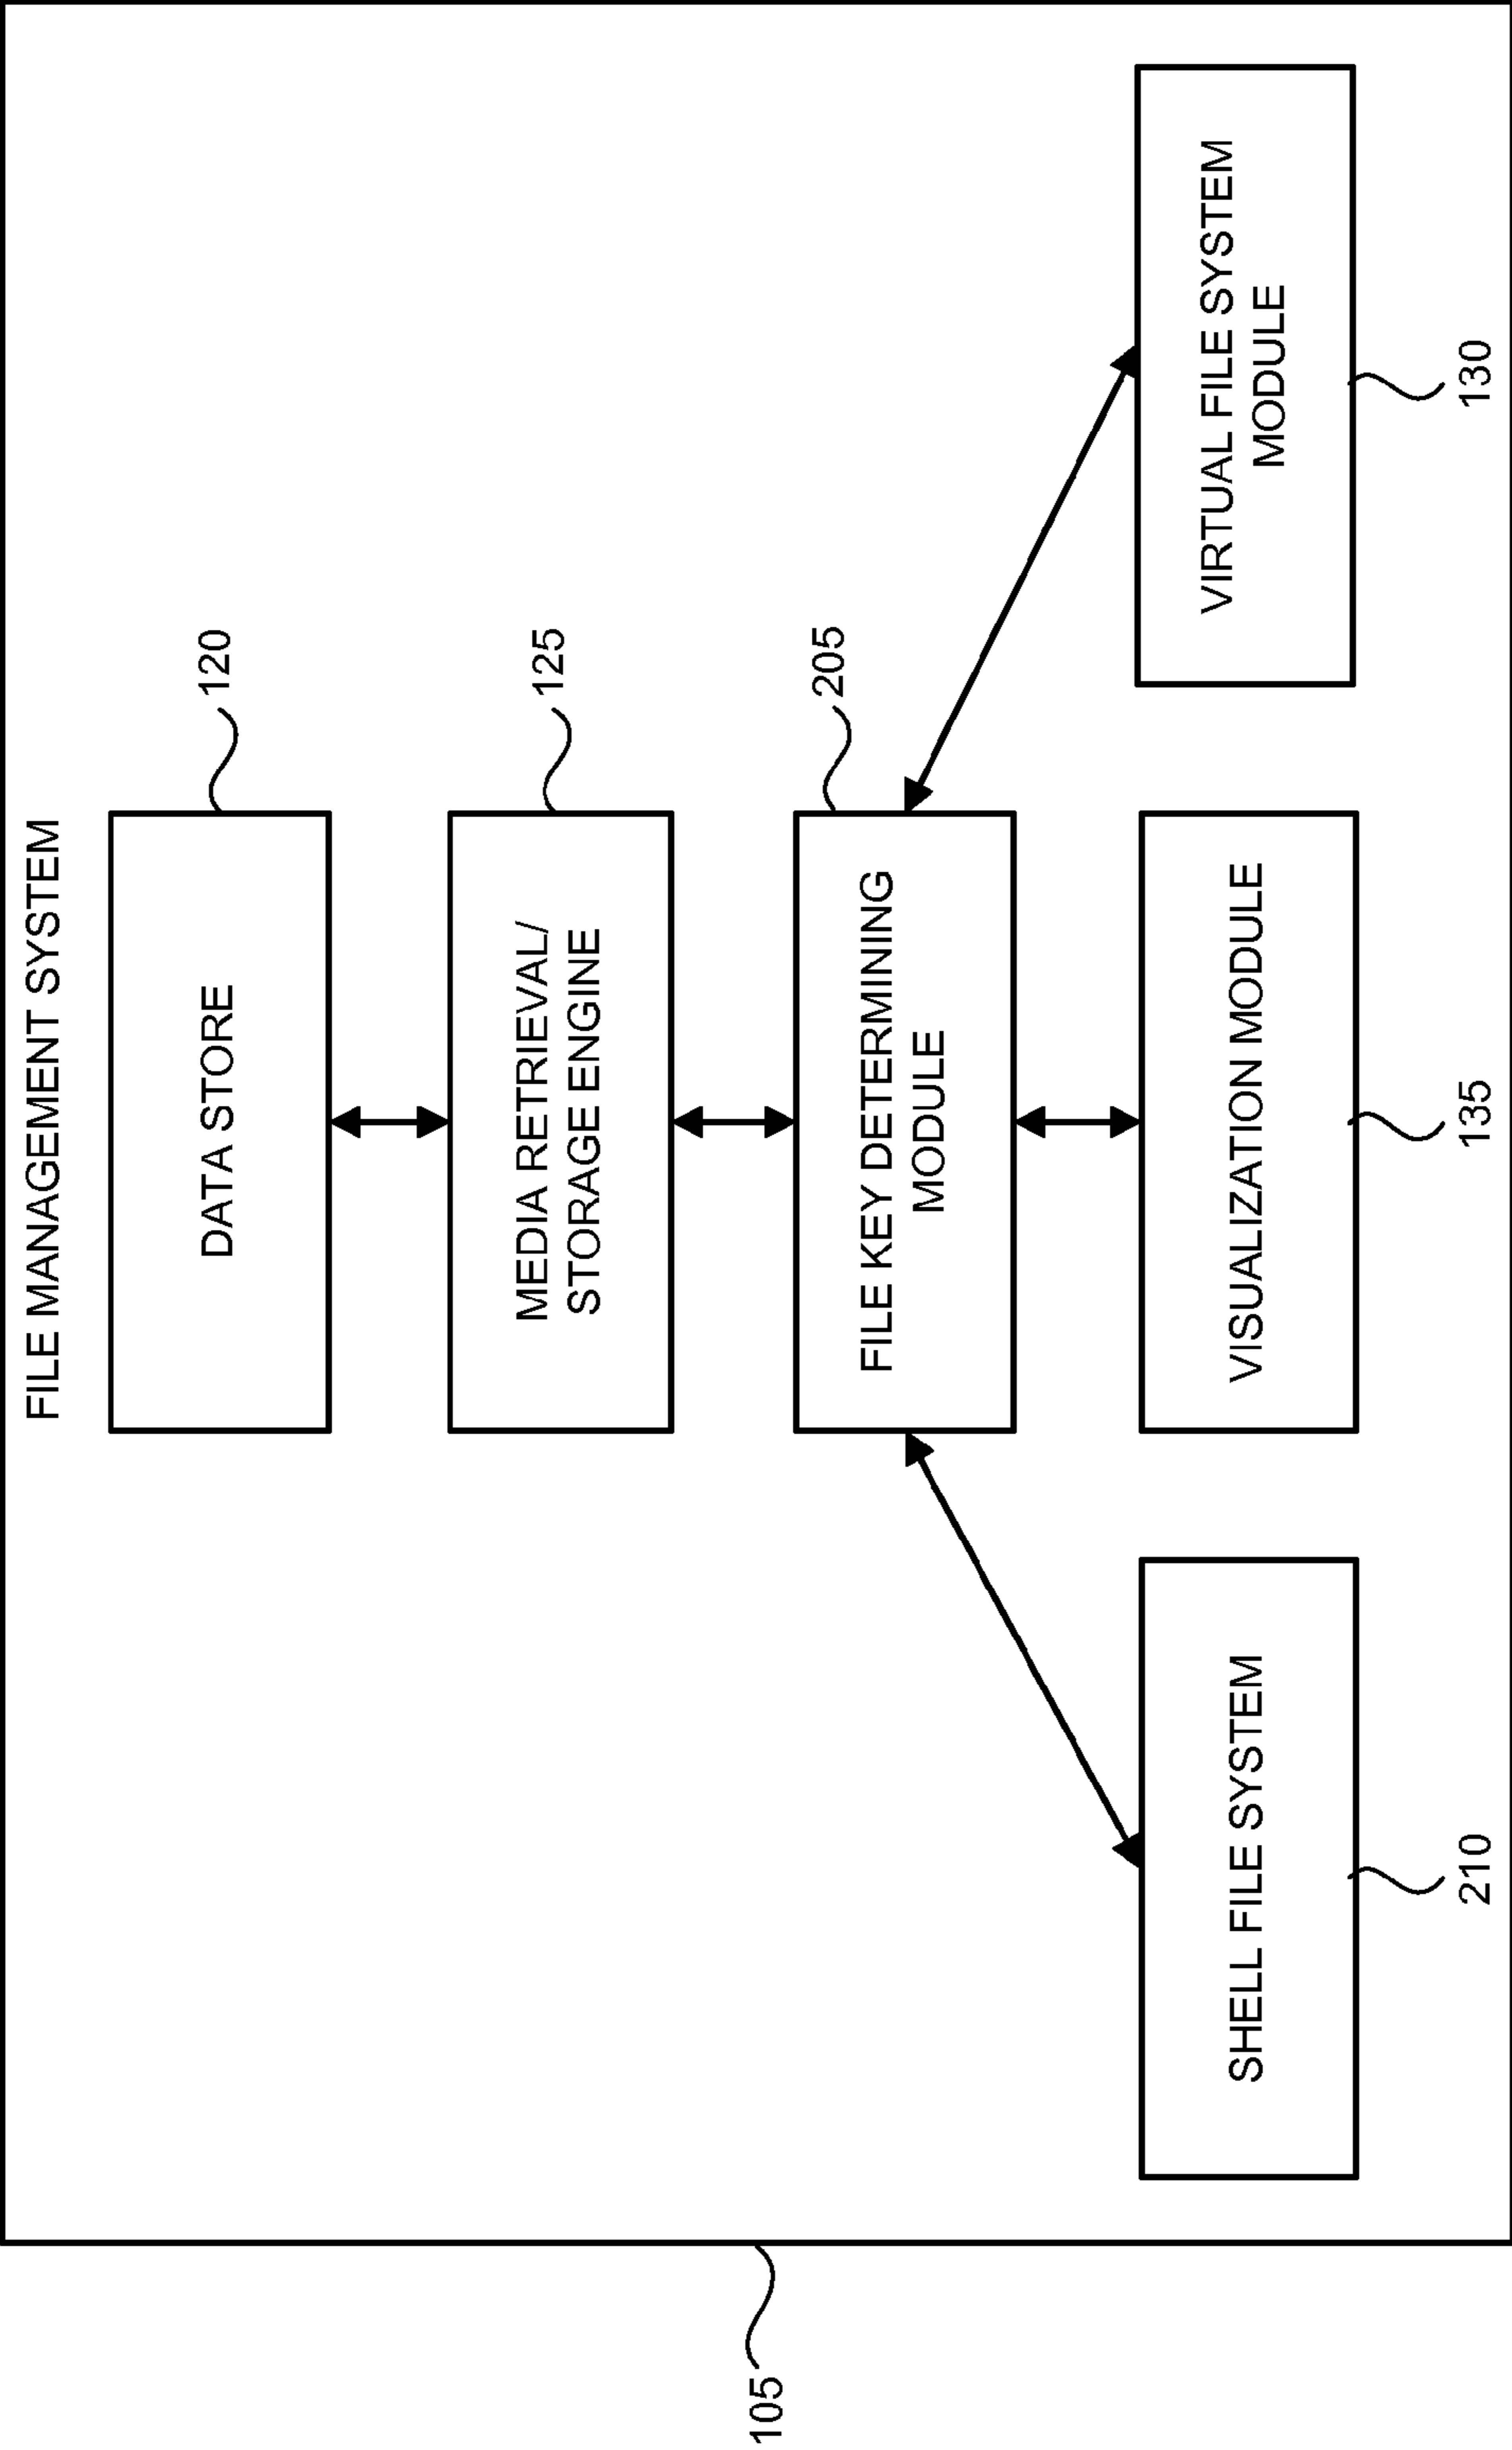 FILE MANAGEMENT SYSTEM
DATA STORE
120
MEDIA RETRIEVAL/
STORAGE ENGINE
125
105
FILE KEY DETERMINING
MODULE
205
SHELL FILE SYSTEM
210
VISUALIZATION MODULE
135
VIRTUAL FILE SYSTEM
MODULE
130